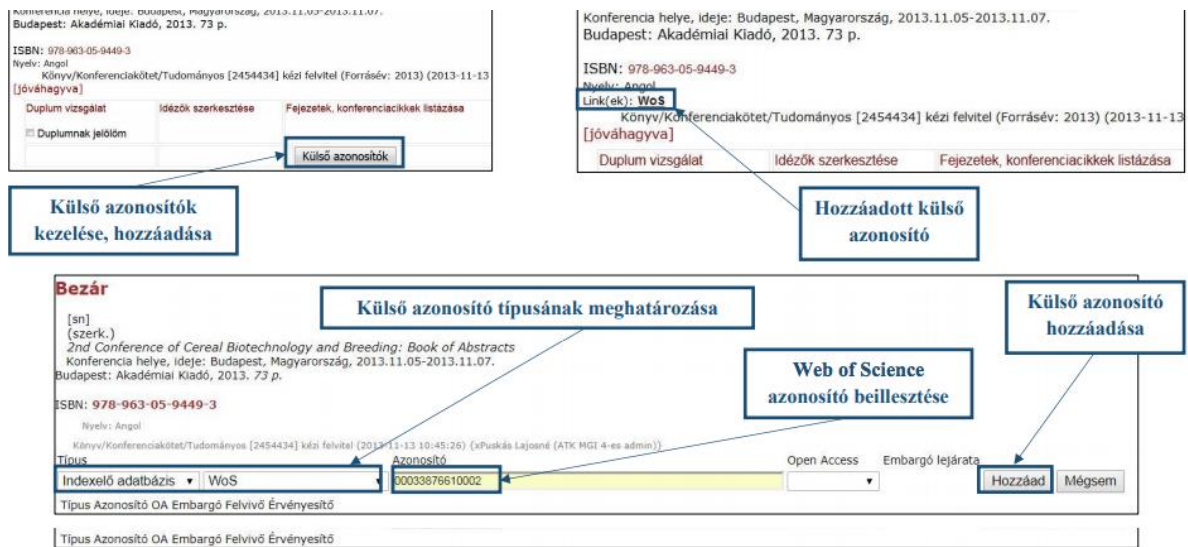 Konferencia helye, ideje: Budapest, Magyarország, 2013.11.05-2013.11.07.
Budapest: Akadémiai Kiadó, 2013. 73 p.
ISBN: 978-963-05-9449-3
Nyelv: Angol
Könyv/Konferenciakötet/Tudományos [2454434] kézi felvitel (Forrásév: 2013) (2013-11-13
[jóváhagyva]
Duplum vizsgálat Idézők szerkesztése Fejezetek, konferenciacikkek listázása
Duplumnak jelölöm
Külső azonosítók
Külső azonosítók
kezelése, hozzáadása
Konferencia helye, ideje: Budapest, Magyarország, 2013.11.05-2013.11.07.
Budapest: Akadémiai Kiadó, 2013. 73 p.
ISBN: 978-963-05-9449-3
Nyelv: Angol
Link(ek): WoS
Könyv/Konferenciakötet/Tudományos [2454434] kézi felvitel (Forrásév: 2013) (2013-11-13
[jóváhagyva]
Duplum vizsgálat Idézők szerkesztése Fejezetek, konferenciacikkek listázása
Hozzáadott külső
azonosító
Bezár
Külső azonosító típusának meghatározása
Külső azonosító
hozzáadása
[sn]
(szerk.)
2nd Conference of Cereal Biotechnology and Breeding: Book of Abstracts
Konferencia helye, ideje: Budapest, Magyarország, 2013.11.05-2013.11.07.
Budapest: Akadémiai Kiadó, 2013. 73 p.
Web of Science
azonosító beillesztése
ISBN: 978-963-05-9449-3
Nyelv: Angol
Könyv/Konferenciakötet/Tudományos [2454434] kézi felvitel (2013-11-13 10:45:26) {xPuskás Lajosné (ATK MGI 4-es admin)}
Típus Azonosító Open Access Embargó lejárata
Indexelő adatbázis WoS 00033876610002 Hozzáad Mégsem
Típus Azonosító OA Embargó Felvivő Érvényesítő
Típus Azonosító OA Embargó Felvivő Érvényesítő